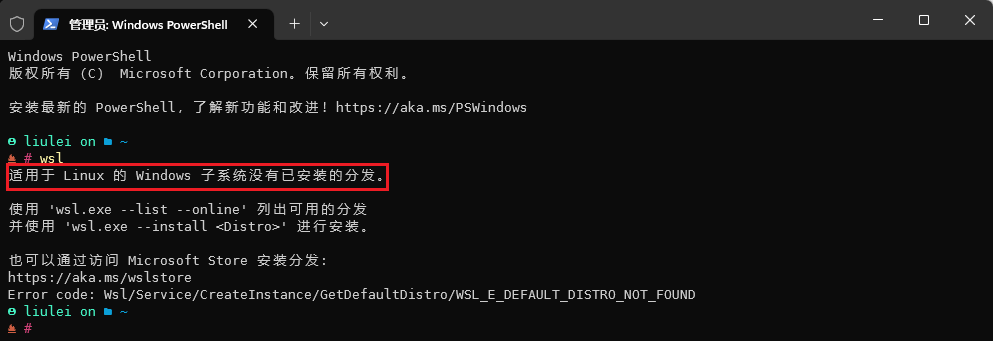 管理员: Windows PowerShell
Windows PowerShell
版权所有 (C)  Microsoft Corporation。保留所有权利。
安装最新的 PowerShell，了解新功能和改进！https://aka.ms/PSWindows
liulei on ~
# wsl
适用于 Linux 的 Windows 子系统没有已安装的分发。
使用 'wsl.exe --list --online' 列出可用的分发
并使用 'wsl.exe --install <Distro>' 进行安装。
也可以通过访问 Microsoft Store 安装分发:
https://aka.ms/wslstore
Error code: Wsl/Service/CreateInstance/GetDefaultDistro/WSL_E_DEFAULT_DISTRO_NOT_FOUND
liulei on ~
#